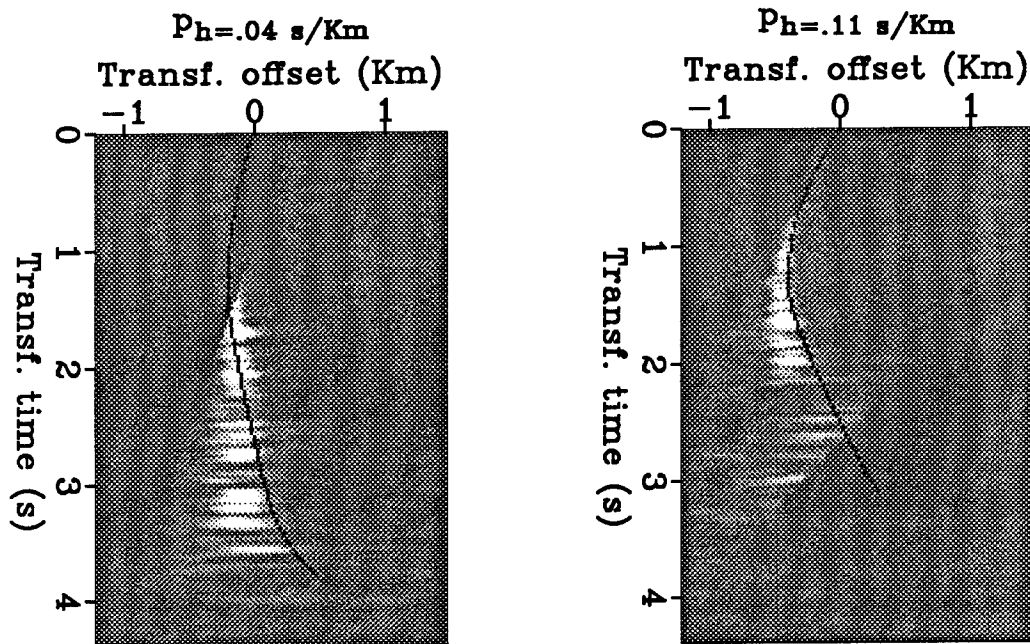 Ph=.04 s/Km
Transf. offset (Km)
−1 0 1
0
1
2
3
4
Transf. time (s)
Ph=.11 s/Km
Transf. offset (Km)
−1 0 1
0
1
2
3
4
Transf. time (s)